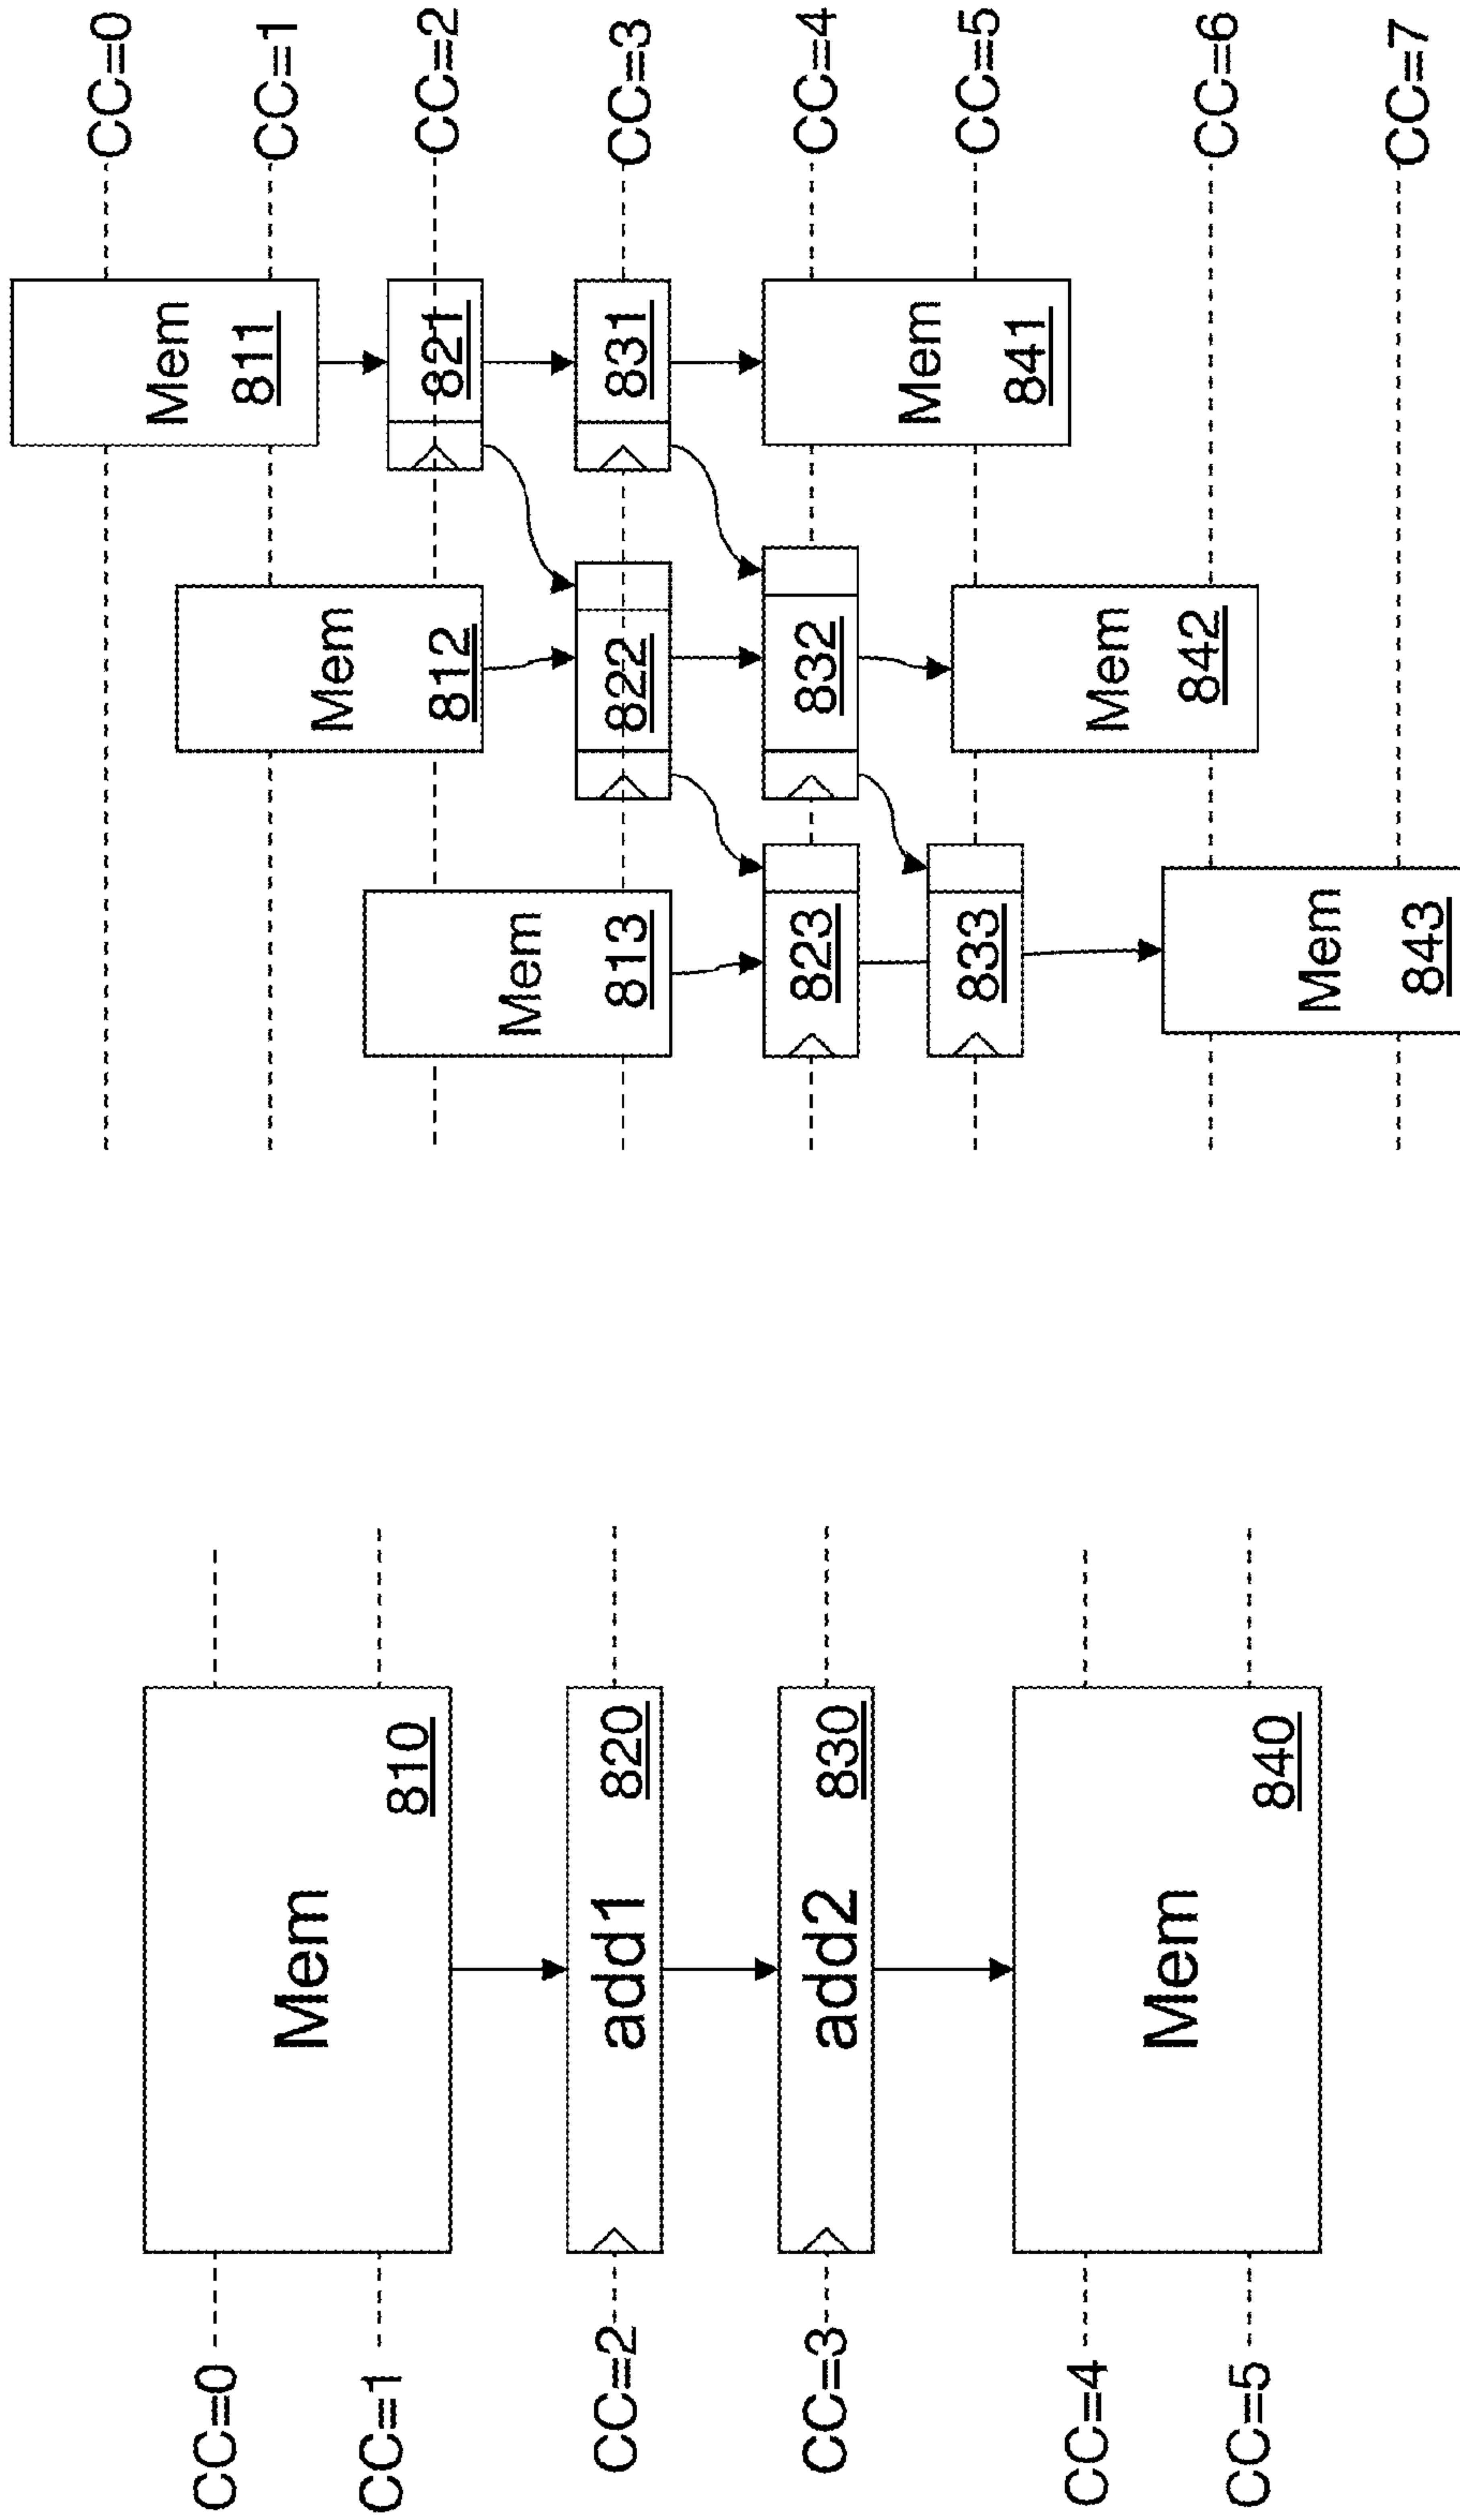 CC=0
CC=1
CC=2
CC=3
CC=4
CC=5
Mem
810
add1
820
add2
830
Mem
840
CC=0
CC=1
CC=2
CC=3
CC=4
CC=5
CC=6
CC=7
Mem
811
821
831
Mem
841
Mem
812
822
832
Mem
842
Mem
813
823
833
Mem
843